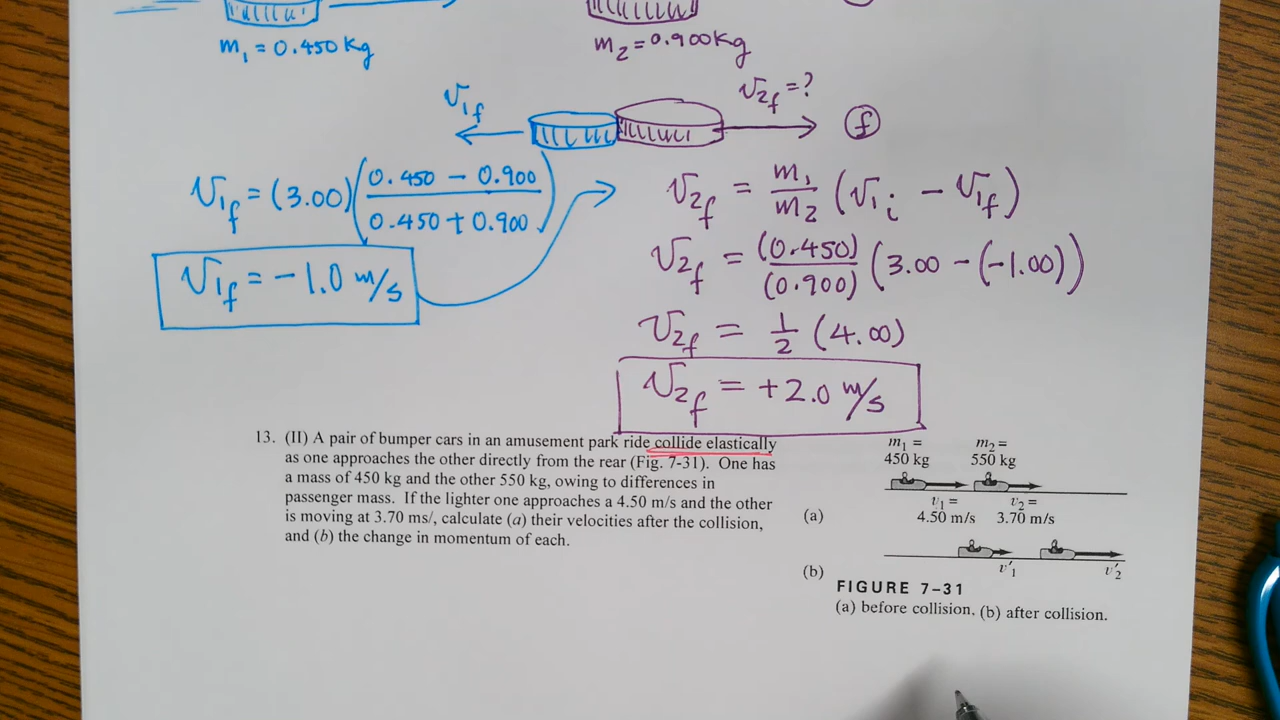 m₁ = 0.450 kg
m₂ = 0.900 kg
v₁f
v₂f = ?
f
v₁f = (3.00) ( (0.450 − 0.900) / (0.450 + 0.900) )
v₁f = −1.0 m/s
v₂f = m₁/m₂ (v₁i − v₁f)
v₂f = (0.450)/(0.900) (3.00 − (−1.00))
v₂f = 1/2 (4.00)
v₂f = +2.0 m/s
13. (II) A pair of bumper cars in an amusement park ride collide elastically
as one approaches the other directly from the rear (Fig. 7-31). One has
a mass of 450 kg and the other 550 kg, owing to differences in
passenger mass. If the lighter one approaches a 4.50 m/s and the other
is moving at 3.70 ms/, calculate (a) their velocities after the collision,
and (b) the change in momentum of each.
m₁ =
450 kg
m₂ =
550 kg
(a)
v₁ =
4.50 m/s
v₂ =
3.70 m/s
(b)
v′₁
v′₂
FIGURE 7–31
(a) before collision, (b) after collision.